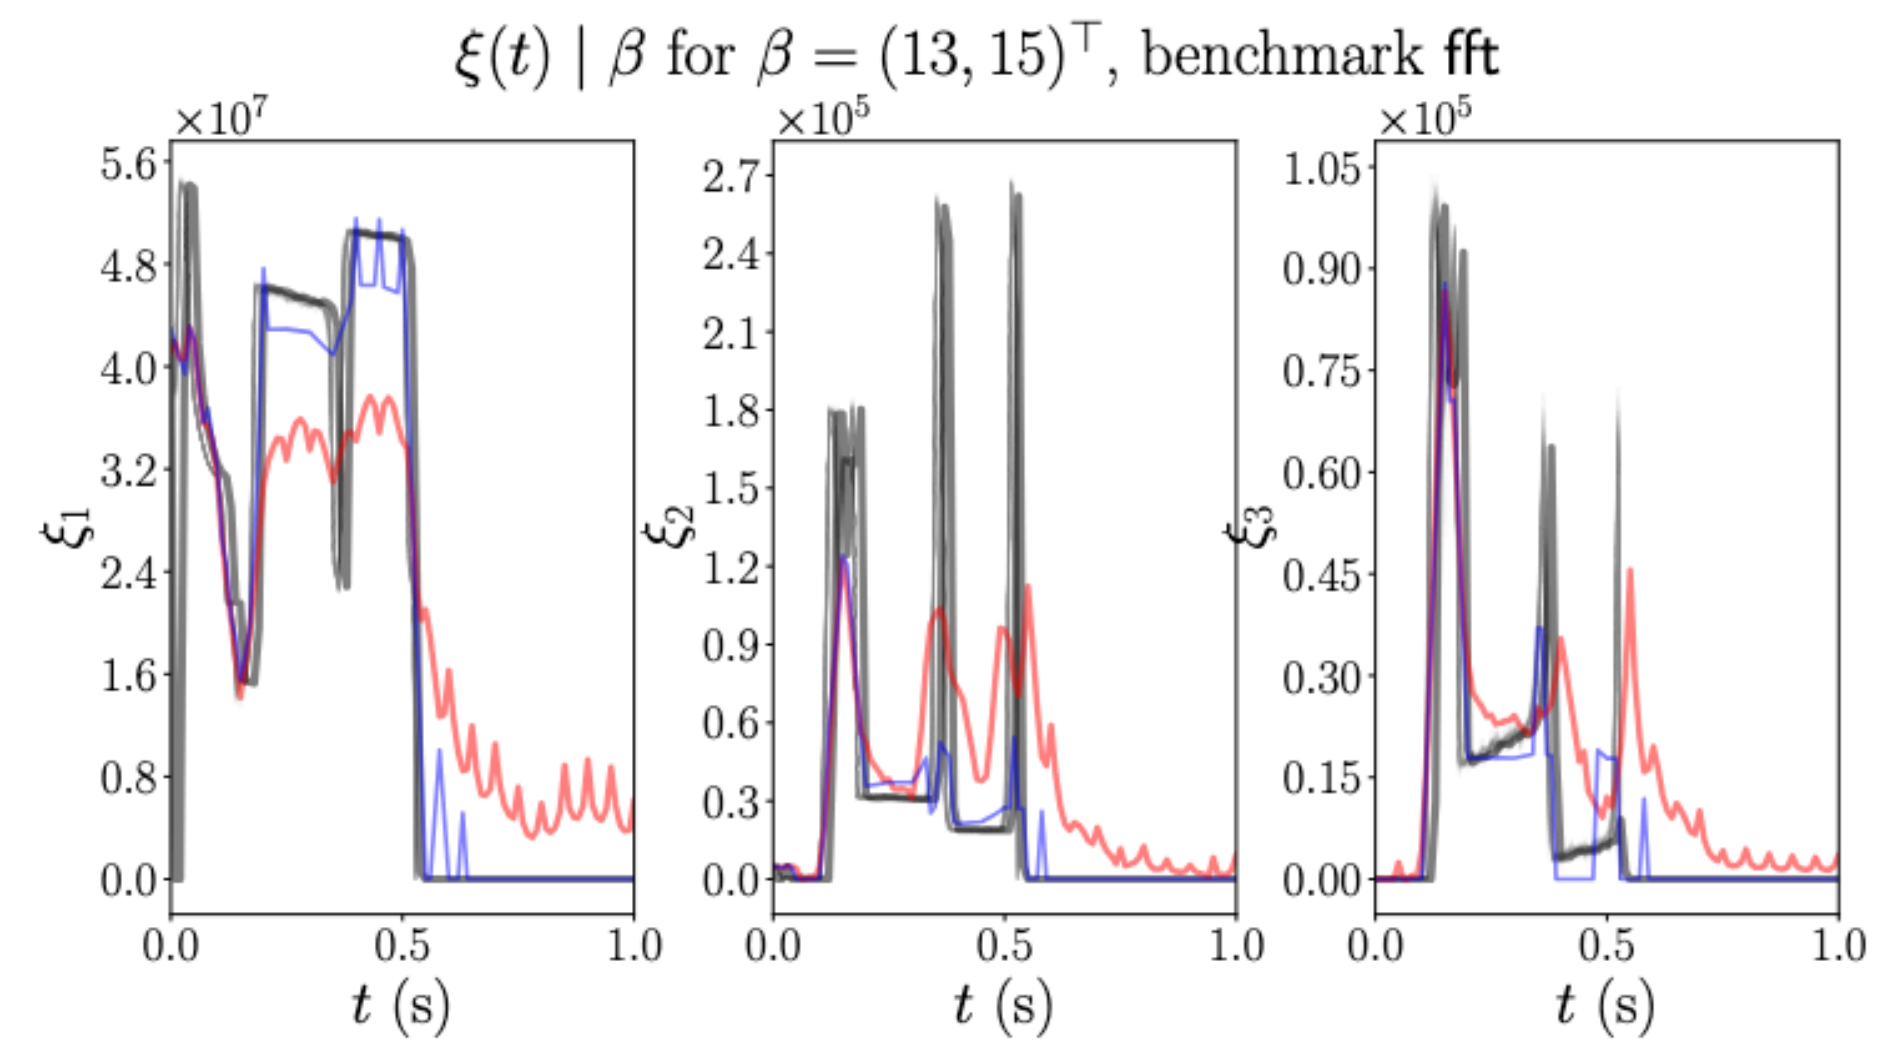 ξ(t) | β for β = (13, 15)⊤, benchmark fft
×10⁷ ×10⁵ ×10⁵
5.6
4.8
4.0
3.2
2.4
1.6
0.8
0.0
ξ₁
0.0 0.5 1.0
t (s)
2.7
2.4
2.1
1.8
1.5
1.2
0.9
0.6
0.3
0.0
ξ₂
0.0 0.5 1.0
t (s)
1.05
0.90
0.75
0.60
0.45
0.30
0.15
0.00
ξ₃
0.0 0.5 1.0
t (s)